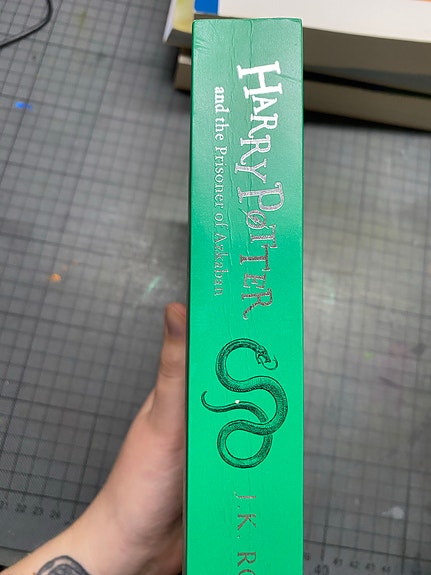 HARRY POTTER
and the Prisoner of Azkaban
J.K. RO